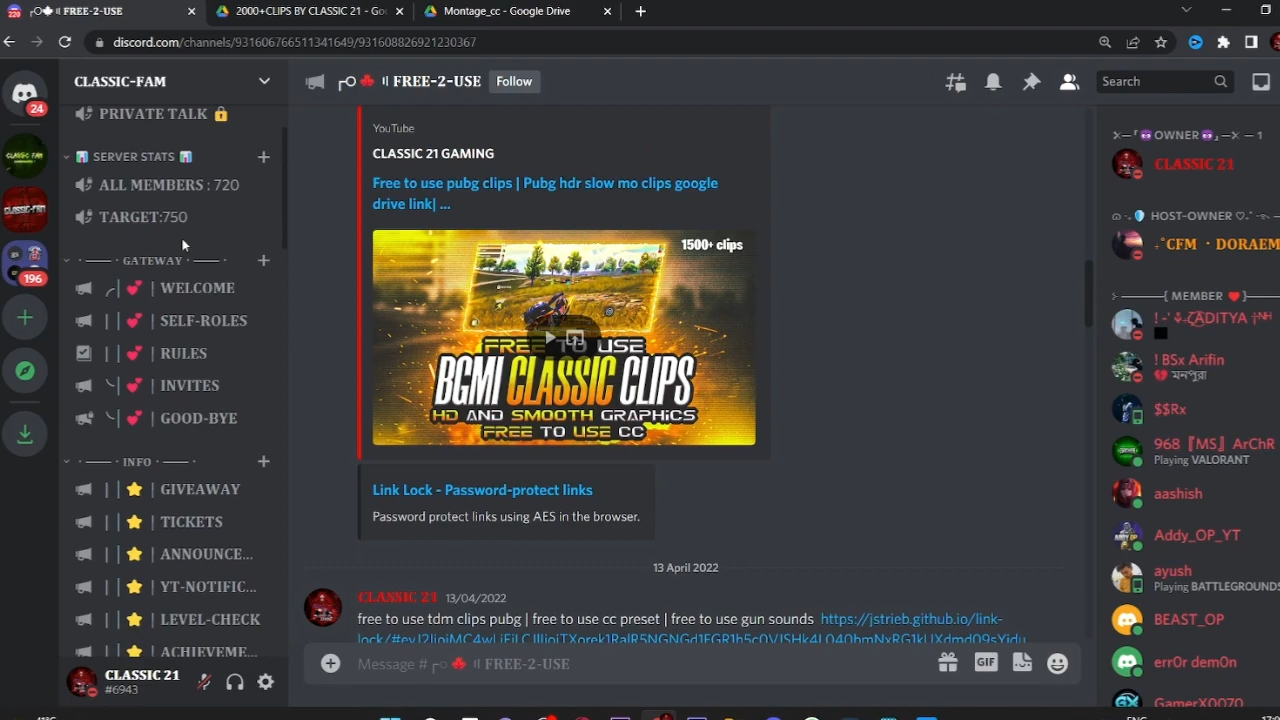 220
FREE-2-USE
2000+CLIPS BY CLASSIC 21 - Goo
Montage_cc - Google Drive
discord.com/channels/931606766511341649/931608826921230367
24
196
CLASSIC-FAM
PRIVATE TALK
SERVER STATS
ALL MEMBERS : 720
TARGET:750
GATEWAY
WELCOME
SELF-ROLES
RULES
INVITES
GOOD-BYE
INFO
GIVEAWAY
TICKETS
ANNOUNCE...
YT-NOTIFIC...
LEVEL-CHECK
ACHIEVEME...
CLASSIC 21
#6943
FREE-2-USE
Follow
Search
YouTube
CLASSIC 21 GAMING
Free to use pubg clips | Pubg hdr slow mo clips google
drive link| ...
1500+ clips
FREE TO USE
BGMI CLASSIC CLIPS
HD AND SMOOTH GRAPHICS
FREE TO USE CC
Link Lock - Password-protect links
Password protect links using AES in the browser.
13 April 2022
CLASSIC 21 13/04/2022
free to use tdm clips pubg | free to use cc preset | free to use gun sounds https://jstrieb.github.io/link-
Message # FREE-2-USE
GIF
OWNER — 1
CLASSIC 21
HOST-OWNER
CFM · DORAEM
MEMBER
ADITYA
! BSx Arifin
মনপুরা
$$Rx
968『MS』ArChR
Playing VALORANT
aashish
Addy_OP_YT
ayush
Playing BATTLEGROUNDS
BEAST_OP
err0r dem0n
GamerX0070
ENG